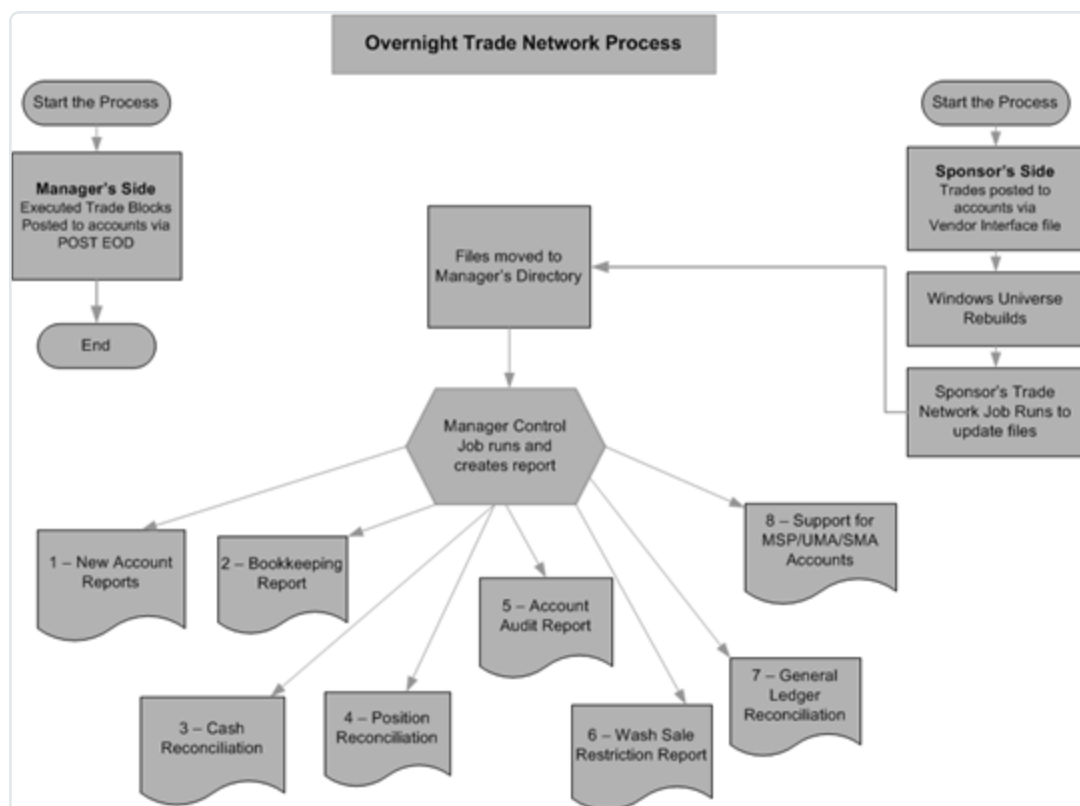 Overnight Trade Network Process
Start the Process
Manager's Side
Executed Trade Blocks
Posted to accounts via
POST EOD
End
Start the Process
Sponsor's Side
Trades posted to
accounts via
Vendor Interface file
Windows Universe
Rebuilds
Sponsor's Trade
Network Job Runs to
update files
Files moved to
Manager's Directory
Manager Control
Job runs and
creates report
1 – New Account
Reports
2 – Bookkeeping
Report
3 – Cash
Reconciliation
4 – Position
Reconciliation
5 – Account
Audit Report
6 – Wash Sale
Restriction Report
7 – General
Ledger
Reconciliation
8 – Support for
MSP/UMA/SMA
Accounts